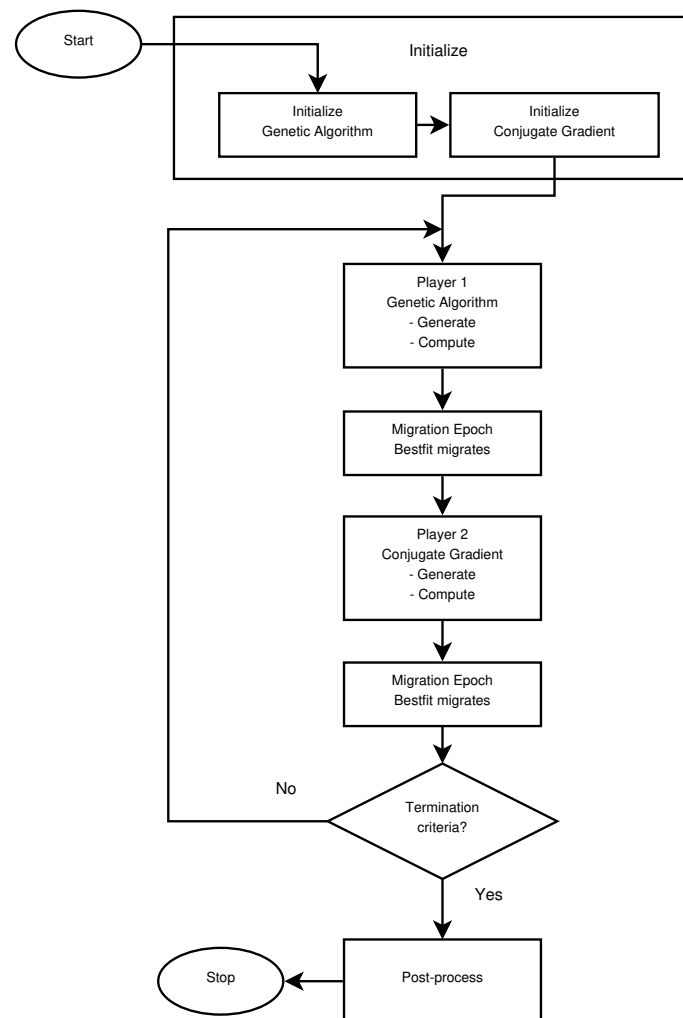 Start
Initialize
Initialize
Genetic Algorithm
Initialize
Conjugate Gradient
Player 1
Genetic Algorithm
- Generate
- Compute
Migration Epoch
Bestfit migrates
Player 2
Conjugate Gradient
- Generate
- Compute
Migration Epoch
Bestfit migrates
No
Termination
criteria?
Yes
Stop
Post-process